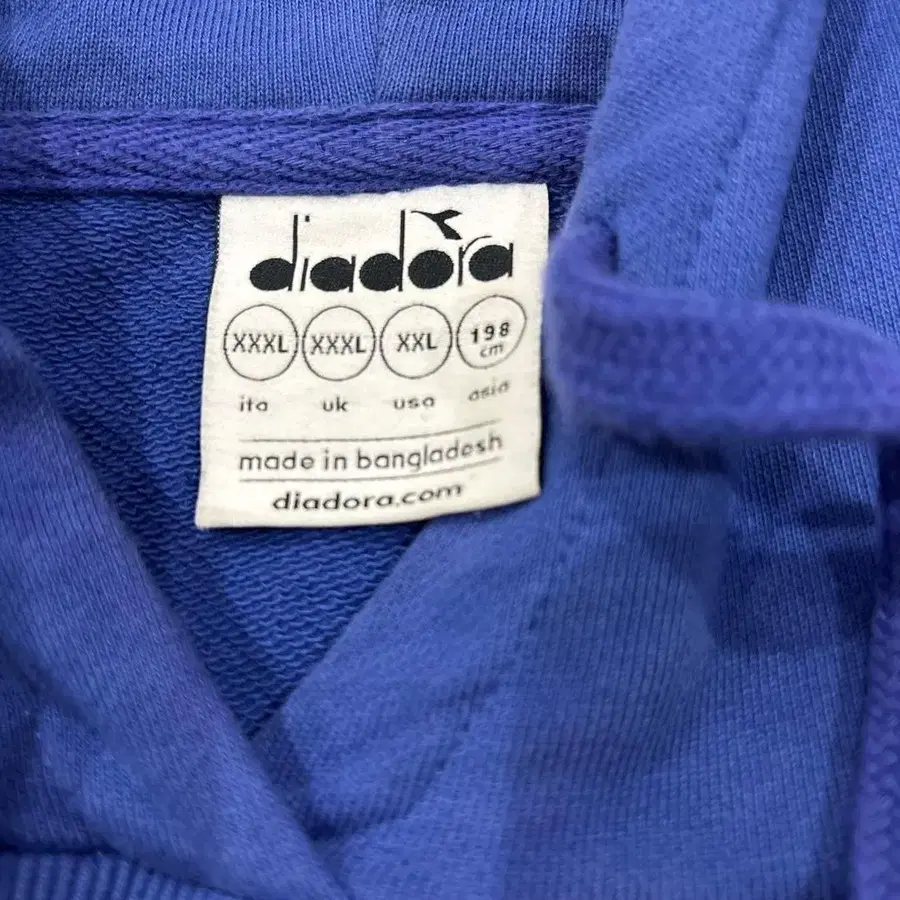 diadora
XXXL XXXL XXL 198 cm
ita uk usa asia
made in bangladesh
diadora.com